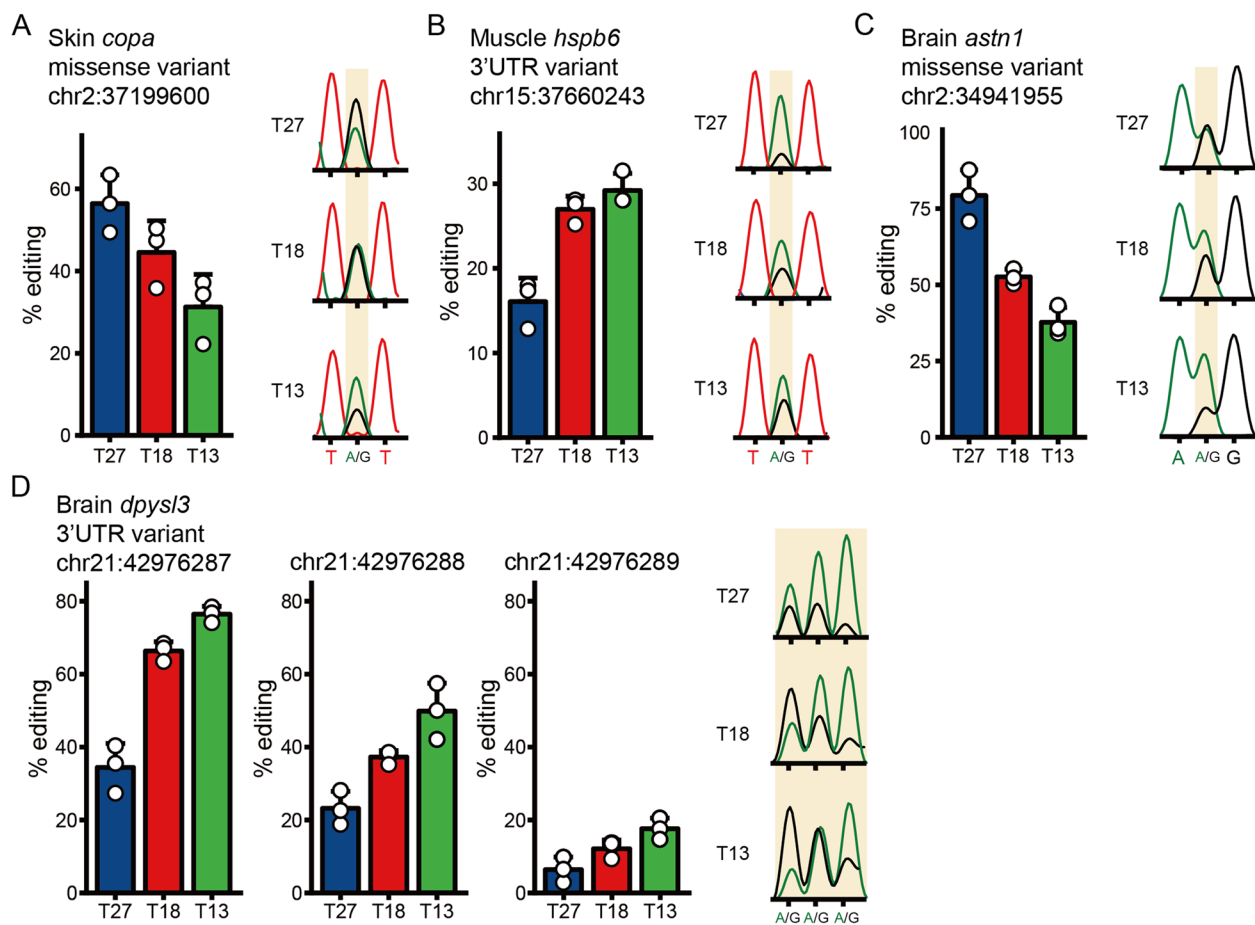 A
Skin copa
missense variant
chr2:37199600
% editing
60
40
20
0
T27
T18
T13
T27
T18
T13
T
A/G
T
B
Muscle hspb6
3'UTR variant
chr15:37660243
% editing
30
20
10
0
T27
T18
T13
T27
T18
T13
T
A/G
T
C
Brain astn1
missense variant
chr2:34941955
% editing
100
75
50
25
0
T27
T18
T13
T27
T18
T13
A
A/G
G
D
Brain dpysl3
3'UTR variant
chr21:42976287
% editing
80
60
40
20
0
T27
T18
T13
chr21:42976288
% editing
80
60
40
20
0
T27
T18
T13
chr21:42976289
% editing
80
60
40
20
0
T27
T18
T13
T27
T18
T13
A/G A/G A/G